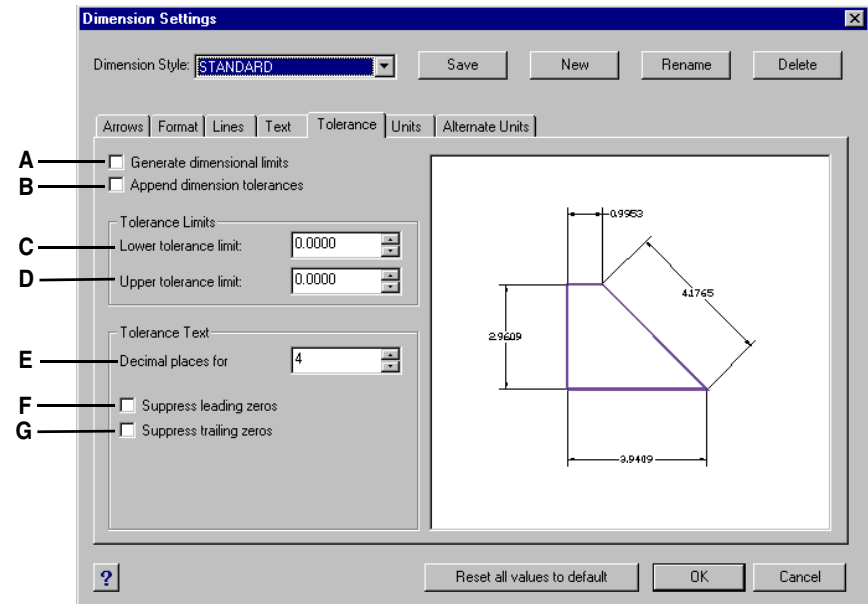 Dimension Settings
Dimension Style: STANDARD Save New Rename Delete
Arrows Format Lines Text Tolerance Units Alternate Units
A Generate dimensional limits
B Append dimension tolerances
Tolerance Limits
C Lower tolerance limit: 0.0000
D Upper tolerance limit: 0.0000
Tolerance Text
E Decimal places for 4
F Suppress leading zeros
G Suppress trailing zeros
0.9953
4.1765
2.9609
3.9409
? Reset all values to default OK Cancel